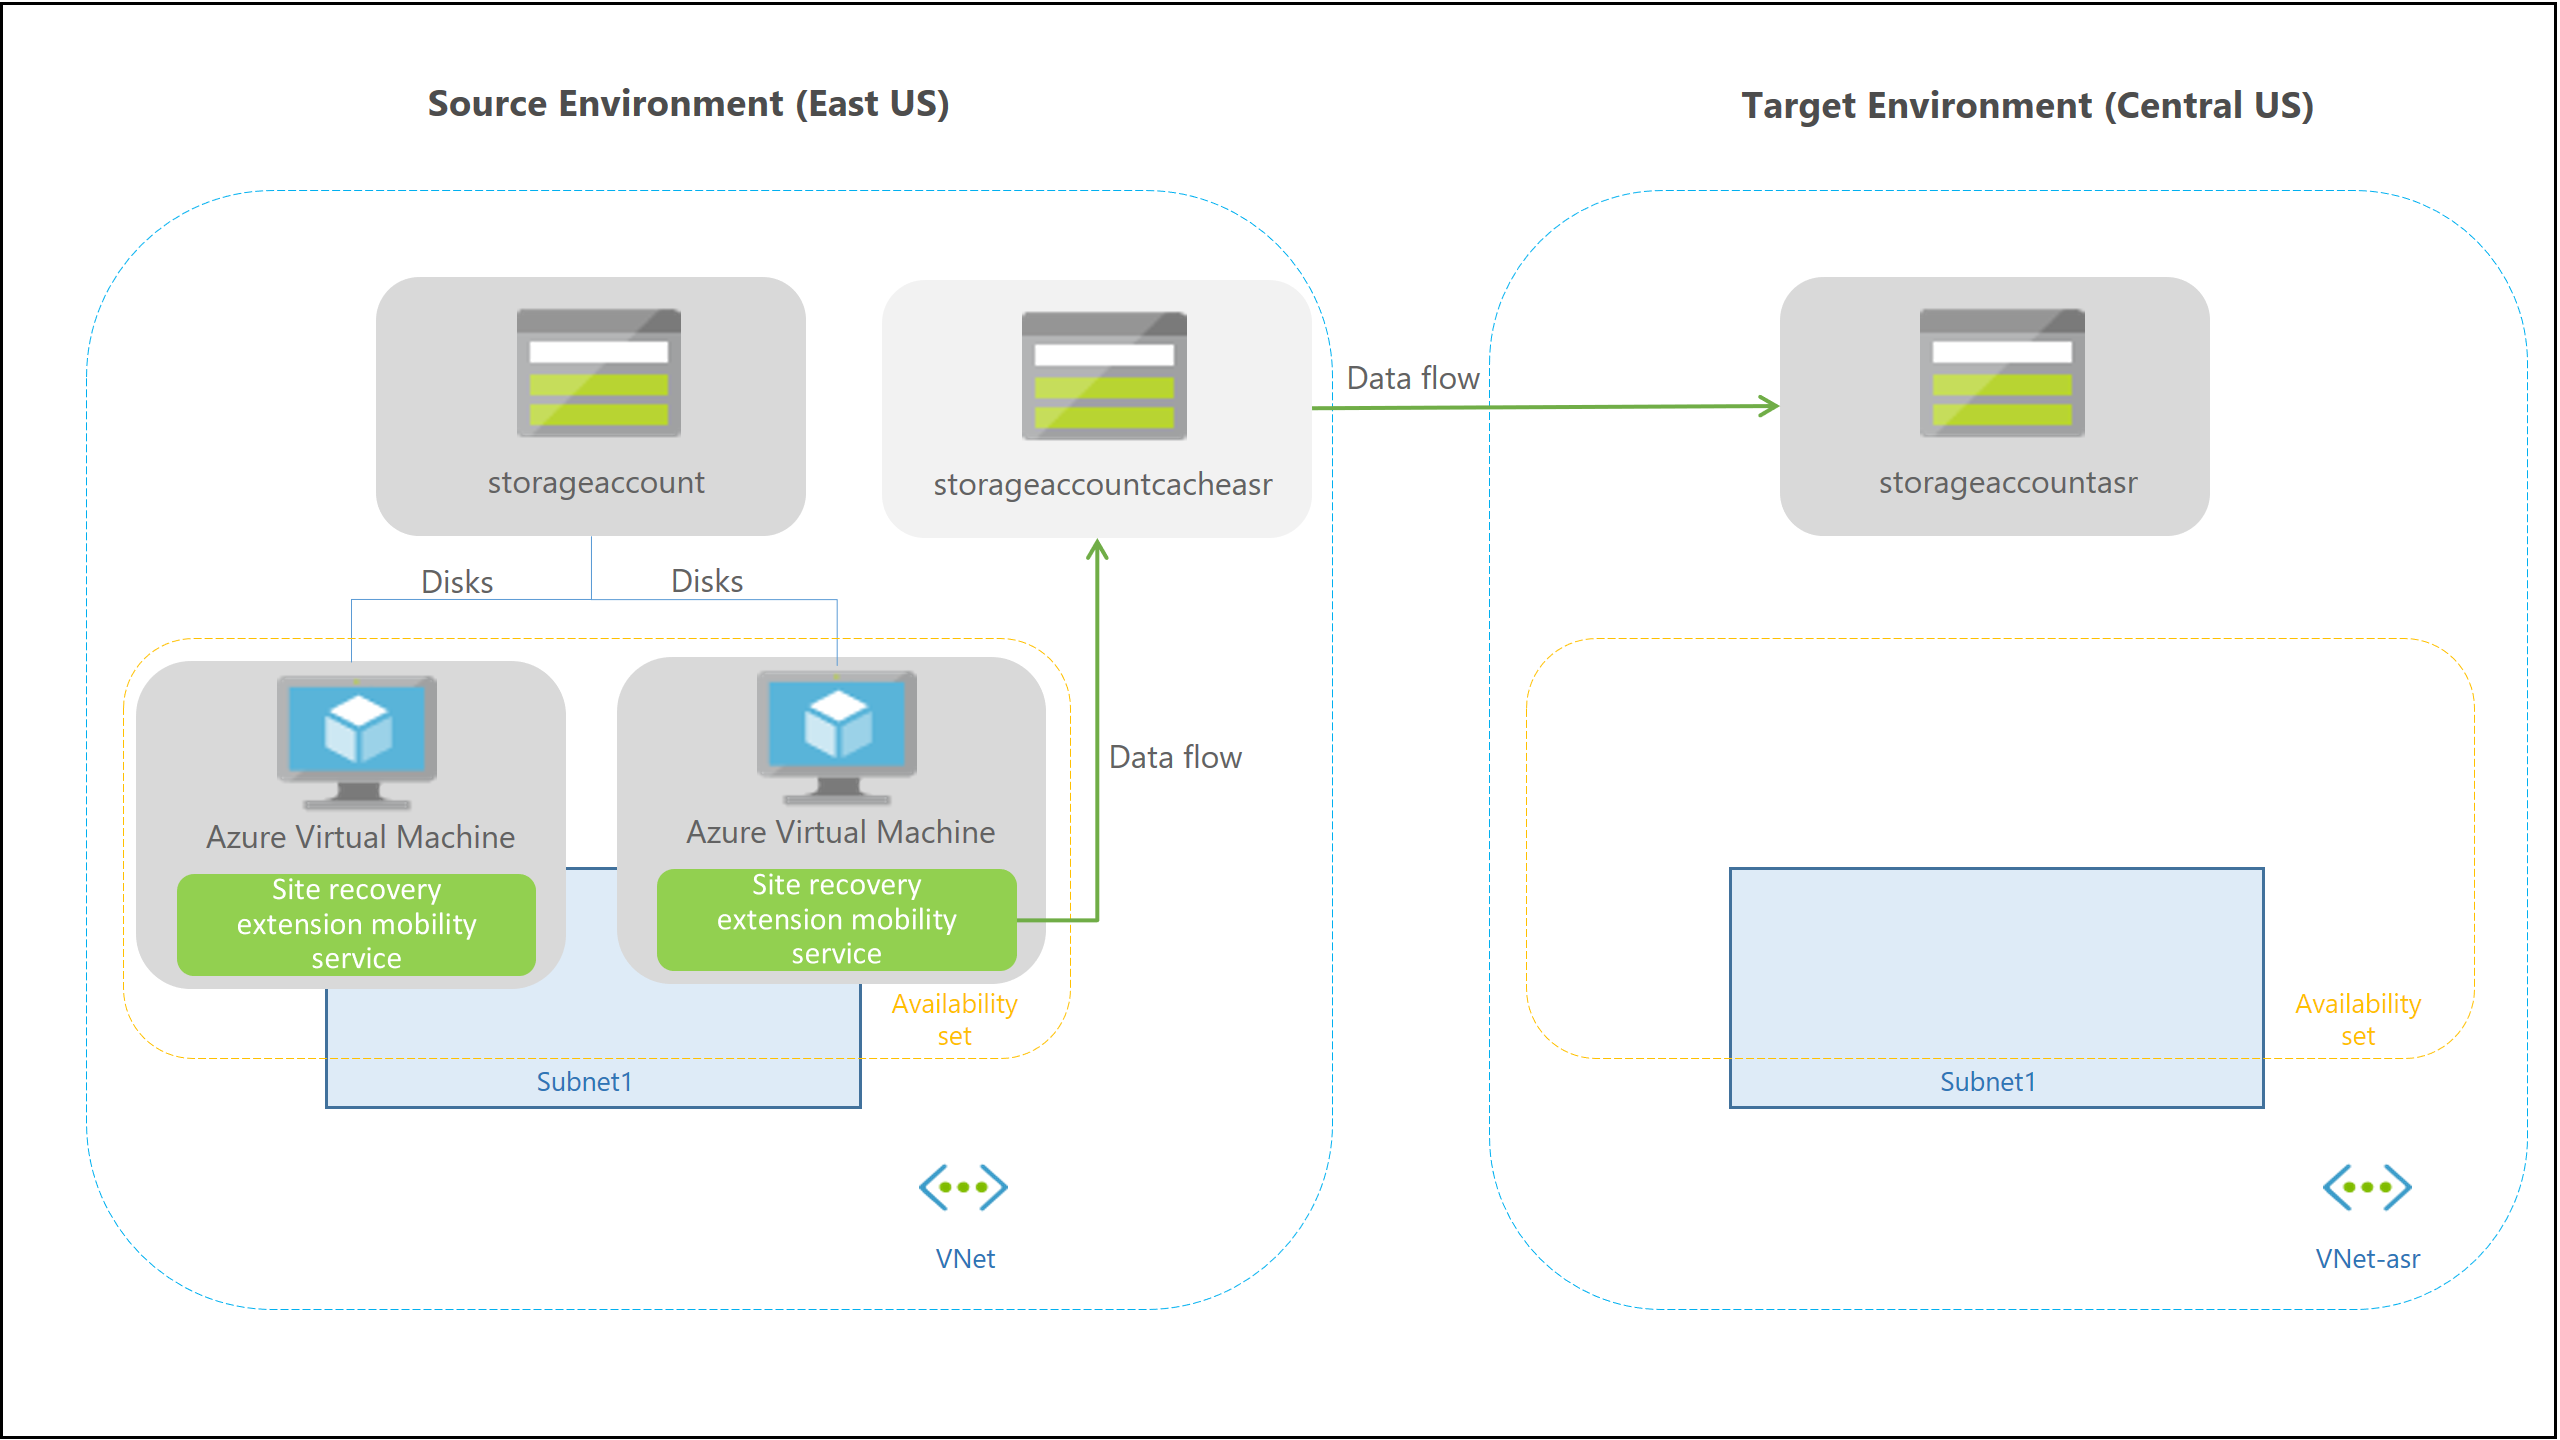 Source Environment (East US)
Target Environment (Central US)
storageaccount
storageaccountcacheasr
Data flow
storageaccountasr
Disks
Disks
Data flow
Azure Virtual Machine
Site recovery
extension mobility
service
Azure Virtual Machine
Site recovery
extension mobility
service
Availability
set
Subnet1
VNet
Availability
set
Subnet1
VNet-asr